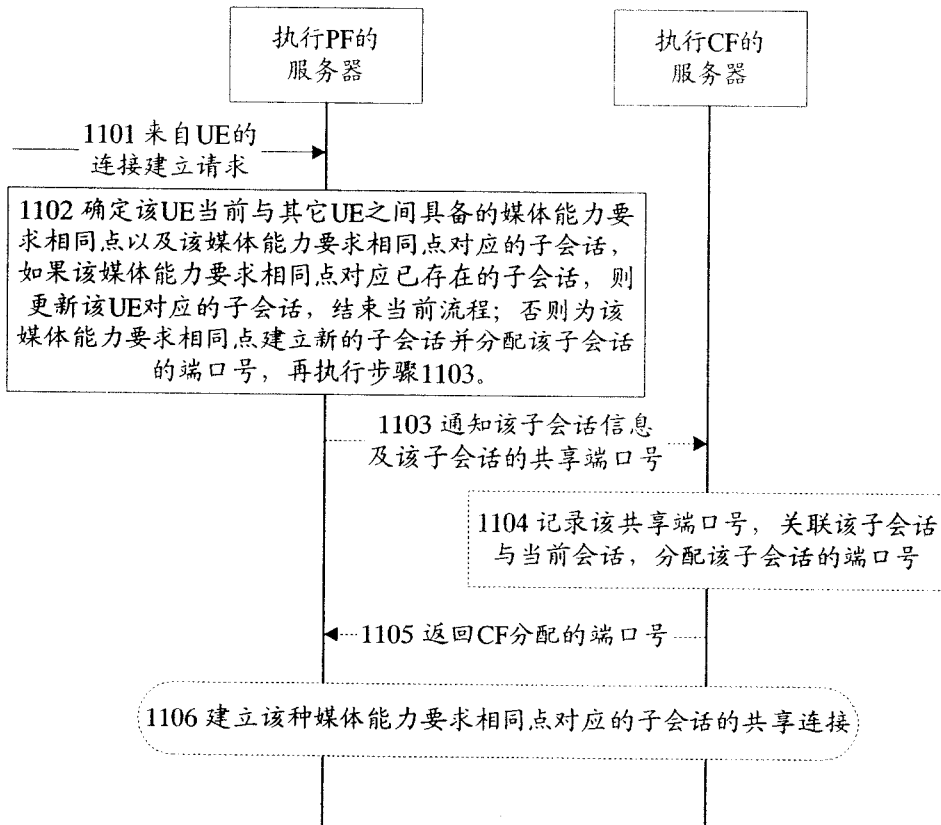 执行PF的
服务器
执行CF的
服务器
1101 来自UE的
连接建立请求
1102 确定该UE当前与其它UE之间具备的媒体能力要
求相同点以及该媒体能力要求相同点对应的子会话，
如果该媒体能力要求相同点对应已存在的子会话，则
更新该UE对应的子会话，结束当前流程；否则为该
媒体能力要求相同点建立新的子会话并分配该子会话
的端口号，再执行步骤1103。
1103 通知该子会话信息
及该子会话的共享端口号
1104 记录该共享端口号，关联该子会话
与当前会话，分配该子会话的端口号
1105 返回CF分配的端口号
1106 建立该种媒体能力要求相同点对应的子会话的共享连接